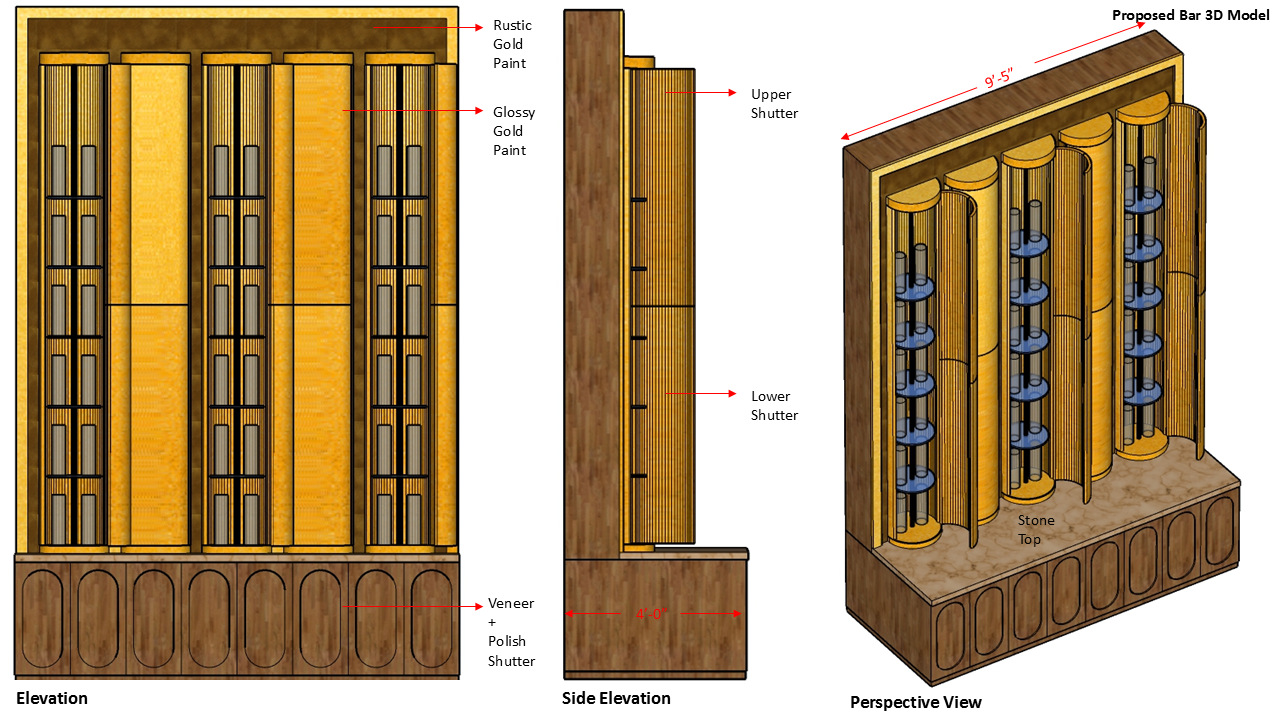 Proposed Bar 3D Model
Rustic
Gold
Paint
Glossy
Gold
Paint
Veneer
+
Polish
Shutter
Elevation
Upper
Shutter
Lower
Shutter
4'-0"
Side Elevation
9'-5"
Stone
Top
Perspective View